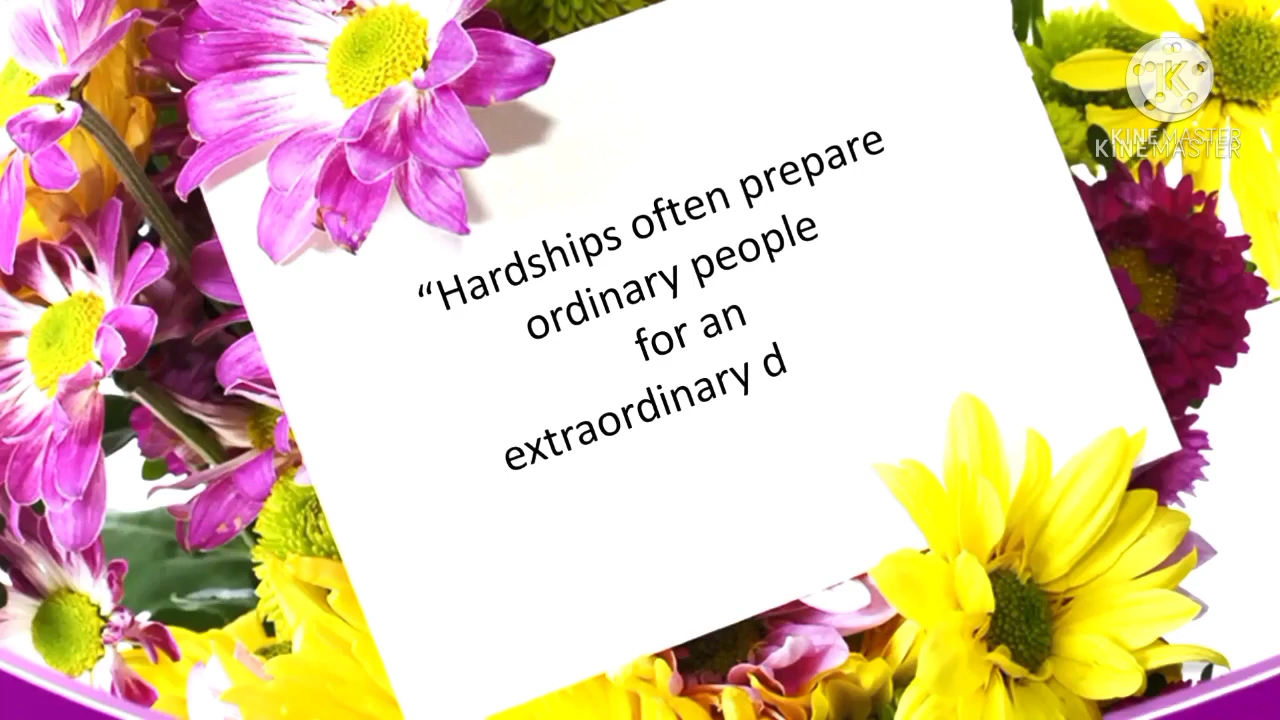 “Hardships often prepare
ordinary people
for an
extraordinary d
K
KINEMASTER
KINEMASTER